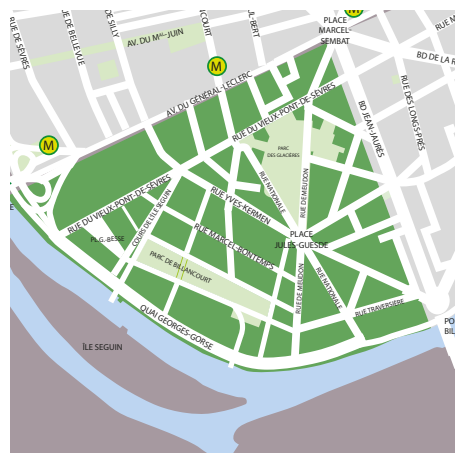 RUE DE SÈVRES
RUE DE BELLEVUE
DE SILLY
AV. DU Mᵃˡ-JUIN
NCOURT
UL-BERT
PLACE
MARCEL-
SEMBAT
RUE M
BD DE LA R
M
M
M
AV. DU GÉNÉRAL-LECLERC
RUE DU VIEUX-PONT-DE-SÈVRES
RUE DES LONGS-PRÉS
BD JEAN-JAURÈS
PARC
DES-GLACIÈRES
RUE NATIONALE
RUE DE MEUDON
RUE DU VIEUX-PONT-DE-SÈVRES
COURS DE L'ÎLE SEGUIN
RUE YVES-KERMEN
RUE MARCEL-BONTEMPS
PL.G.-BESSE
E
PLACE
JULES-GUESDE
PARC DE BILLANCOURT
RUE DE MEUDON
RUE NATIONALE
RUE TRAVERSIÈRE
QUAI GEORGES-GORSE
ÎLE SEGUIN
PO
BIL